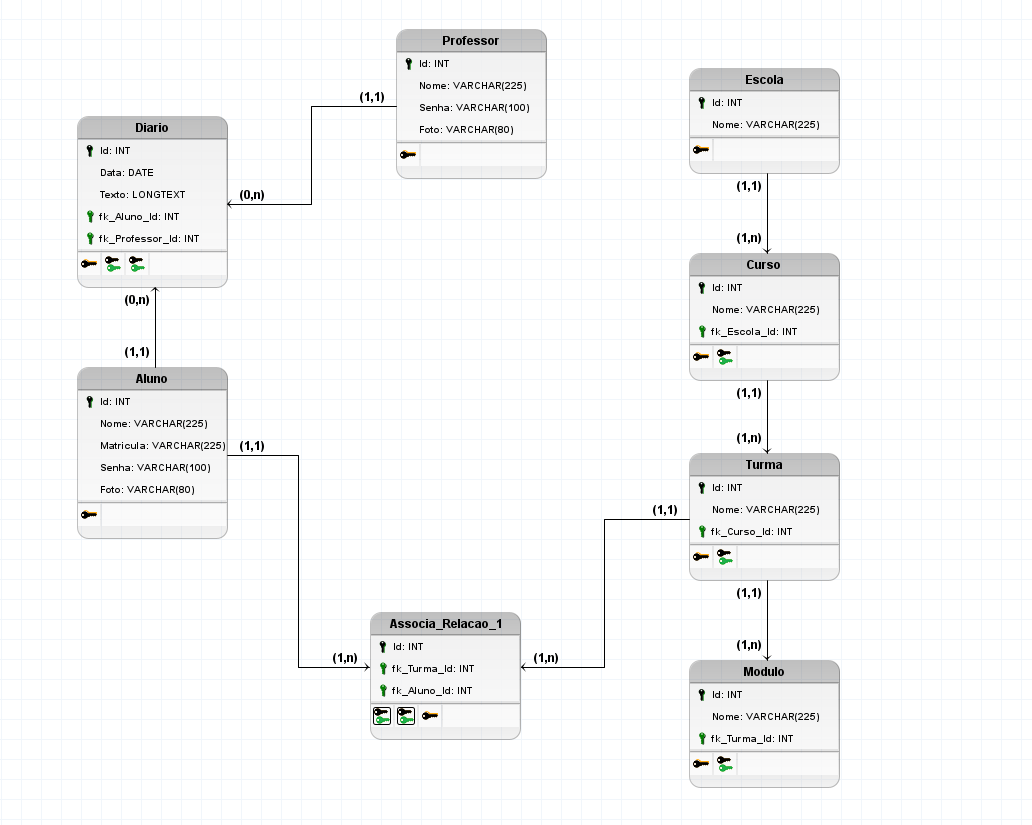 Professor
Id: INT
Nome: VARCHAR(225)
Senha: VARCHAR(100)
Foto: VARCHAR(80)
(1,1)
(0,n)
Diario
Id: INT
Data: DATE
Texto: LONGTEXT
fk_Aluno_Id: INT
fk_Professor_Id: INT
(0,n)
(1,1)
Aluno
Id: INT
Nome: VARCHAR(225)
Matricula: VARCHAR(225)
Senha: VARCHAR(100)
Foto: VARCHAR(80)
(1,1)
(1,n)
Associa_Relacao_1
Id: INT
fk_Turma_Id: INT
fk_Aluno_Id: INT
(1,n)
(1,1)
Escola
Id: INT
Nome: VARCHAR(225)
(1,1)
(1,n)
Curso
Id: INT
Nome: VARCHAR(225)
fk_Escola_Id: INT
(1,1)
(1,n)
Turma
Id: INT
Nome: VARCHAR(225)
fk_Curso_Id: INT
(1,1)
(1,n)
Modulo
Id: INT
Nome: VARCHAR(225)
fk_Turma_Id: INT